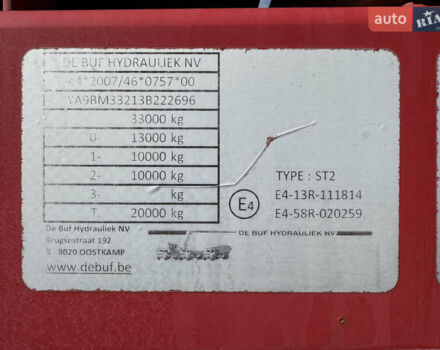 auto RIA
DE BUF HYDRAULIEK NV
e4*2007/46*0757*00
YA9BM33213B222696
33000 kg
0- 13000 kg
1- 10000 kg
2- 10000 kg
3- kg
T 20000 kg
TYPE : ST2
E4-13R-111814
E4-58R-020259
E4
De Buf Hydrauliek NV
Brugsestraat 192
B - 8020 OOSTKAMP
www.debuf.be
DE BUF HYDRAULIEK NV